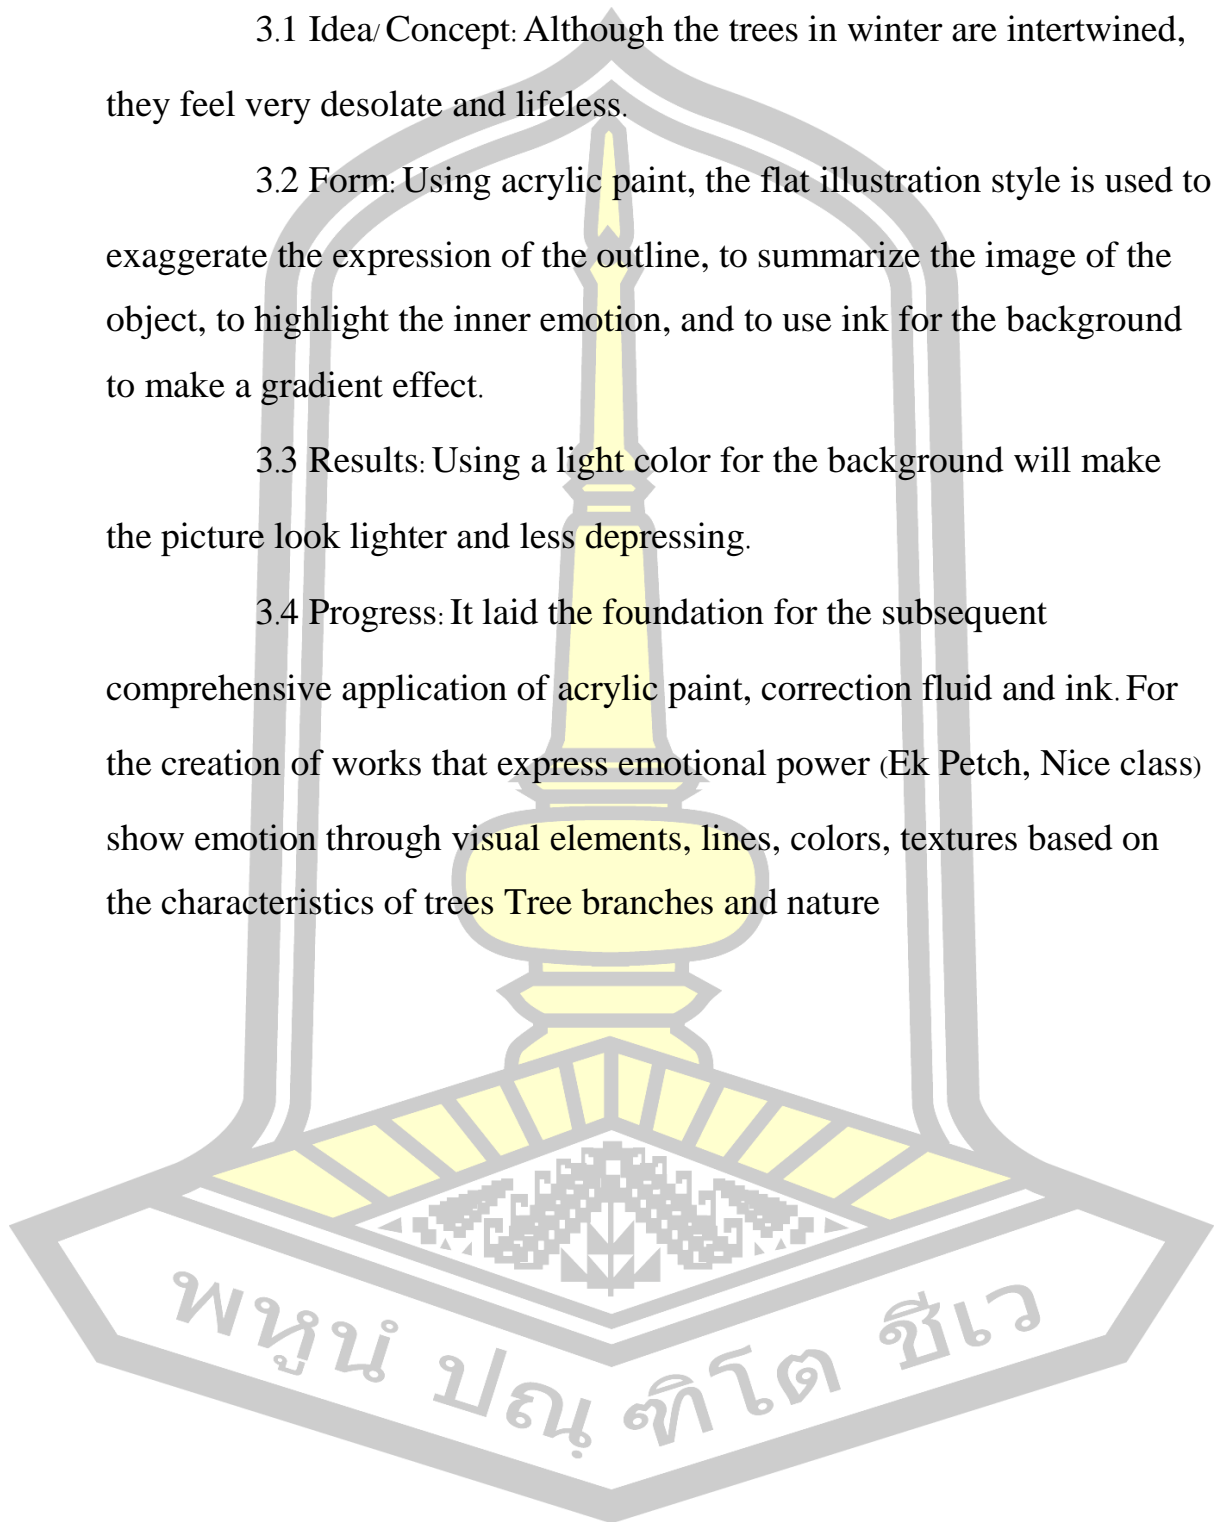 3.1 Idea/ Concept: Although the trees in winter are intertwined,
they feel very desolate and lifeless.
3.2 Form: Using acrylic paint, the flat illustration style is used to
exaggerate the expression of the outline, to summarize the image of the
object, to highlight the inner emotion, and to use ink for the background
to make a gradient effect.
3.3 Results: Using a light color for the background will make
the picture look lighter and less depressing.
3.4 Progress: It laid the foundation for the subsequent
comprehensive application of acrylic paint, correction fluid and ink. For
the creation of works that express emotional power (Ek Petch, Nice class)
show emotion through visual elements, lines, colors, textures based on
the characteristics of trees Tree branches and nature
พหูนํ ปณฺฑิโต ชีเว